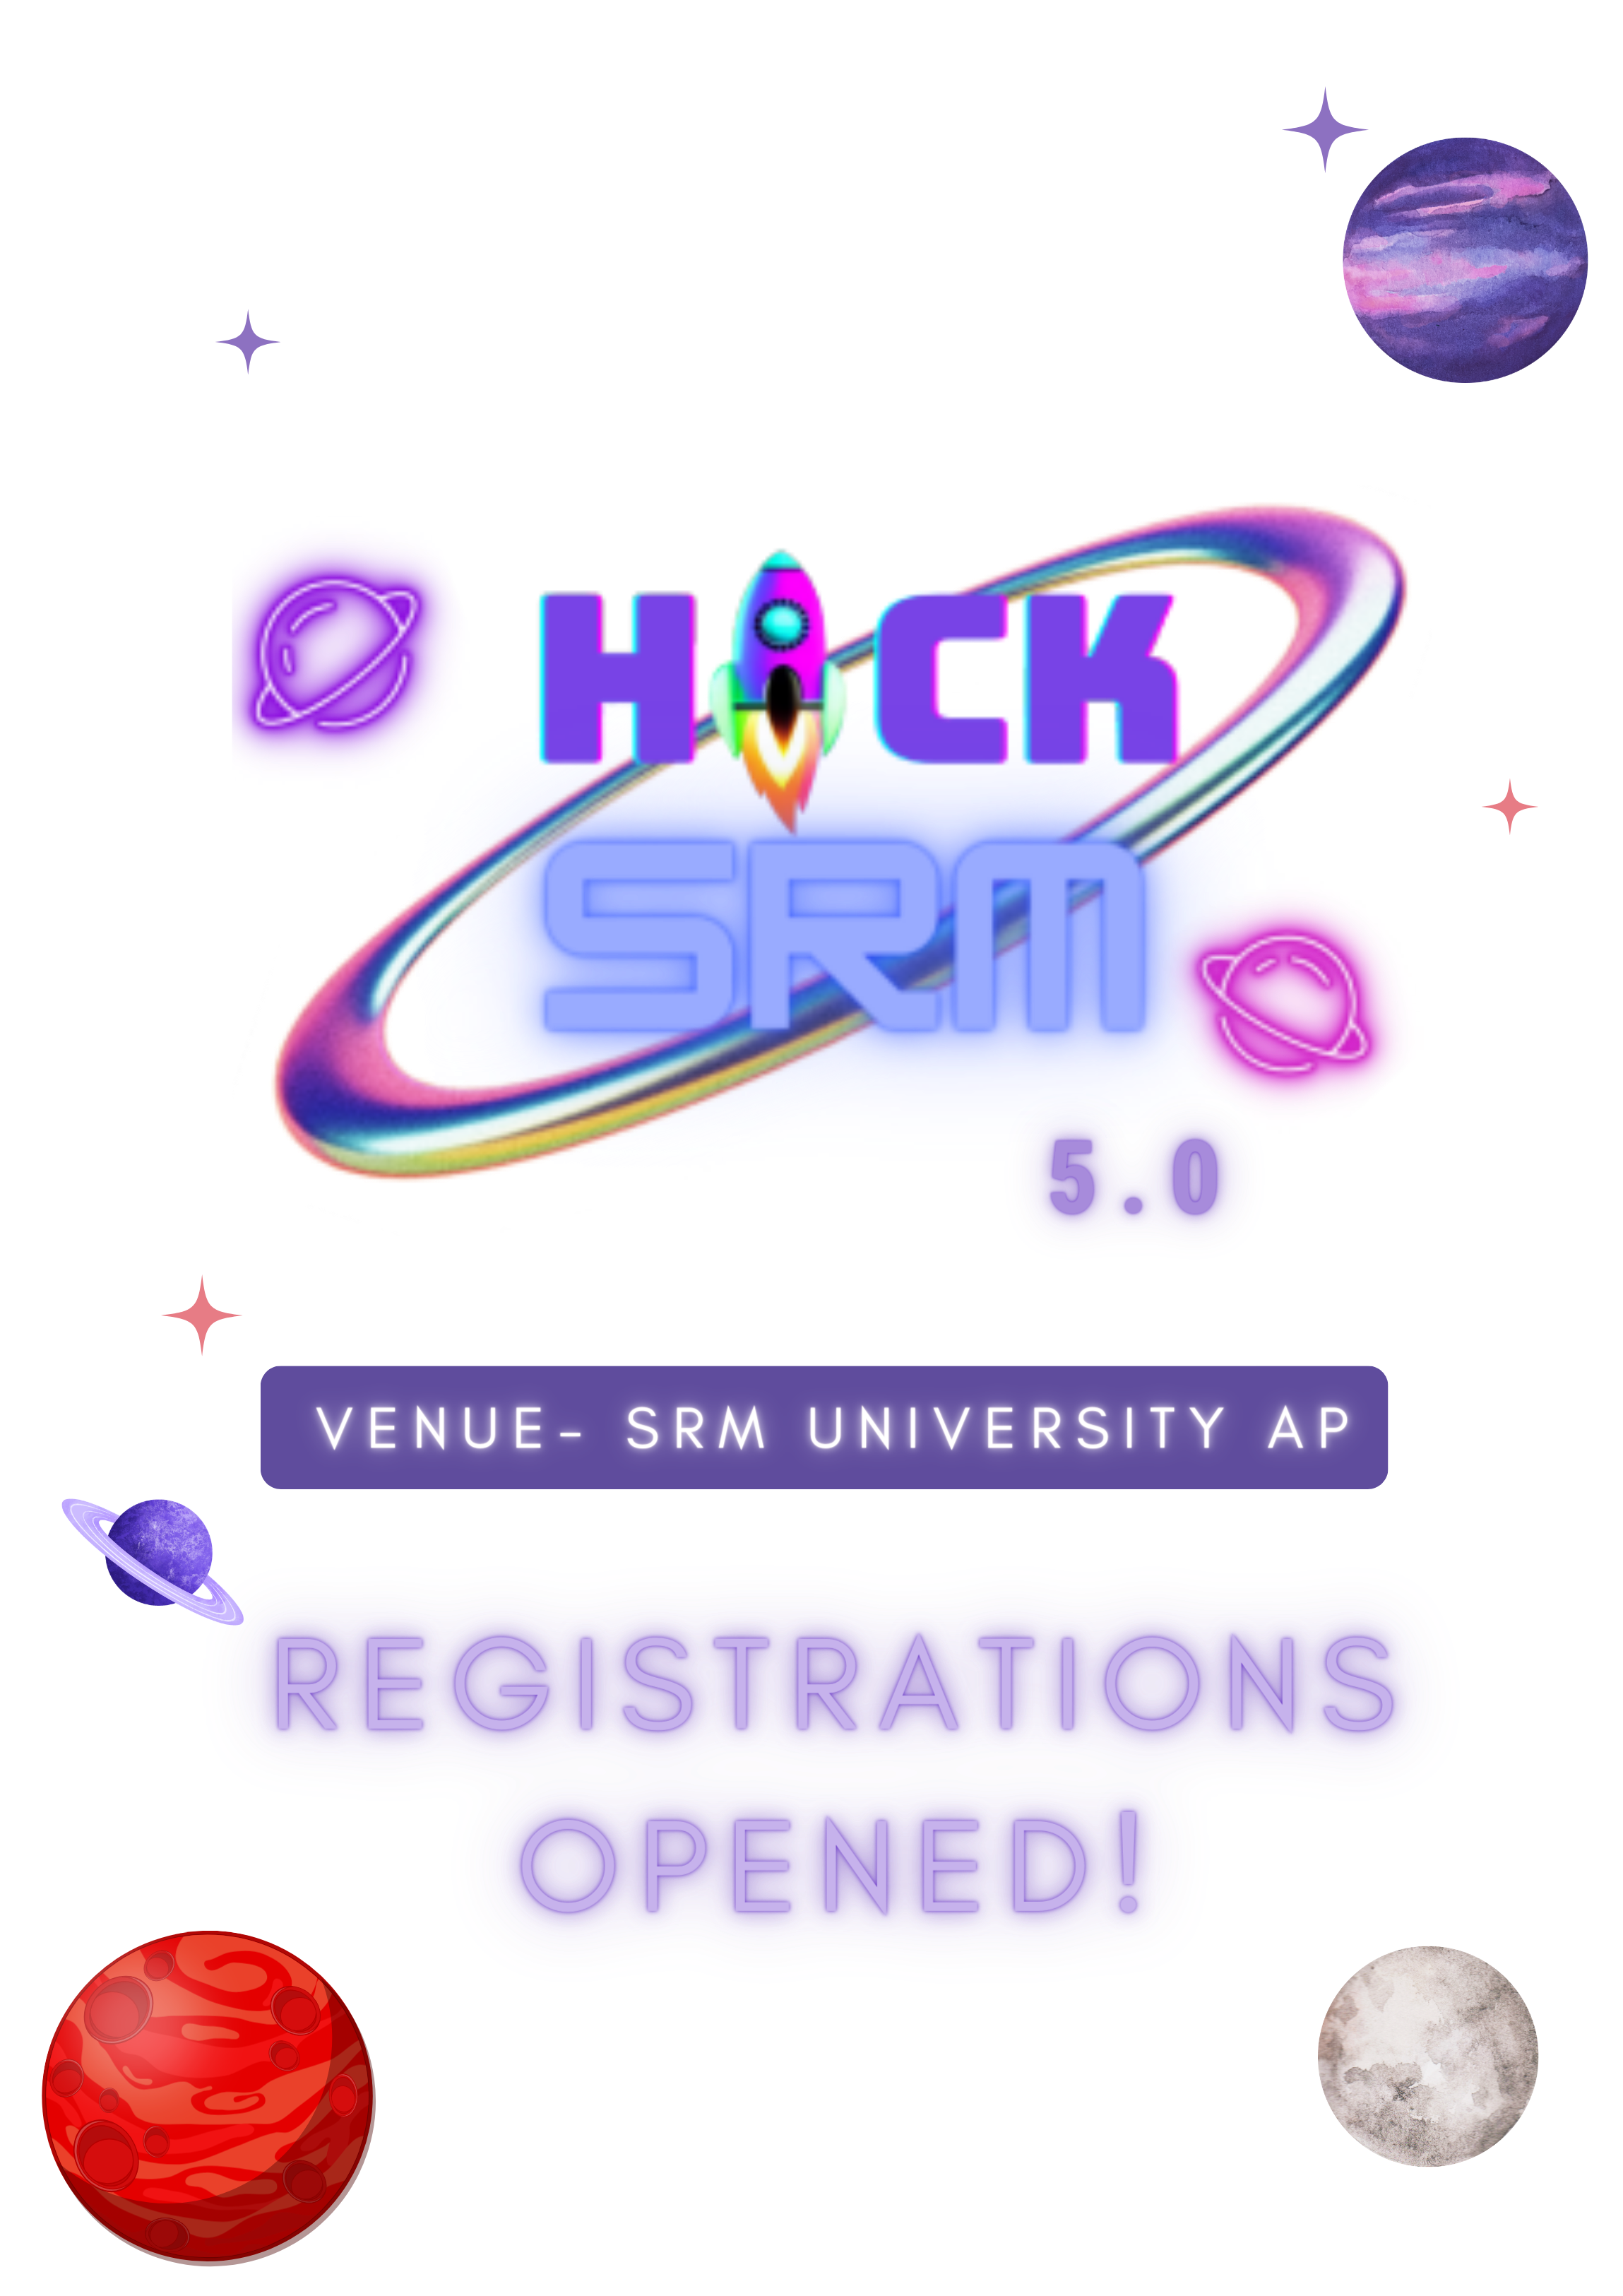 HACK
SRM
5.0
VENUE- SRM UNIVERSITY AP
REGISTRATIONS
OPENED!